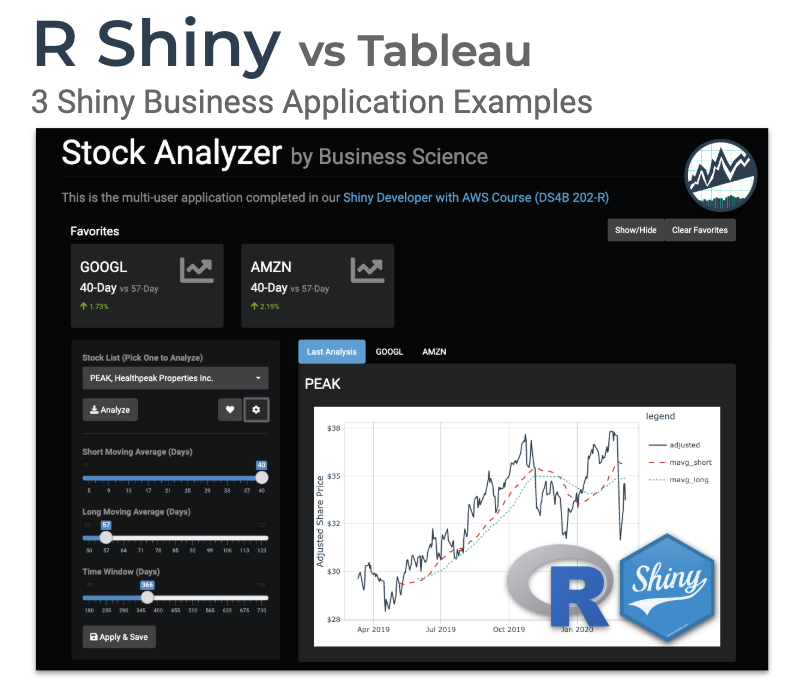 R Shiny vs Tableau
3 Shiny Business Application Examples
Stock Analyzer by Business Science
This is the multi-user application completed in our Shiny Developer with AWS Course (DS4B 202-R)
Favorites
Show/Hide Clear Favorites
GOOGL
40-Day vs 57-Day
1.73%
AMZN
40-Day vs 57-Day
2.19%
Stock List (Pick One to Analyze)
PEAK, Healthpeak Properties Inc.
Analyze
Short Moving Average (Days)
5
40
5 9 13 17 21 25 29 33 37 40
Long Moving Average (Days)
50
57
120
50 57 64 71 78 85 92 99 106 113 120
Time Window (Days)
180
366
730
180 235 290 345 400 455 510 565 620 675 730
Apply & Save
Last Analysis GOOGL AMZN
PEAK
Adjusted Share Price
$38
$35
$32
$30
$28
Apr 2019 Jul 2019 Oct 2019 Jan 2020
legend
adjusted
mavg_short
mavg_long
R
Shiny